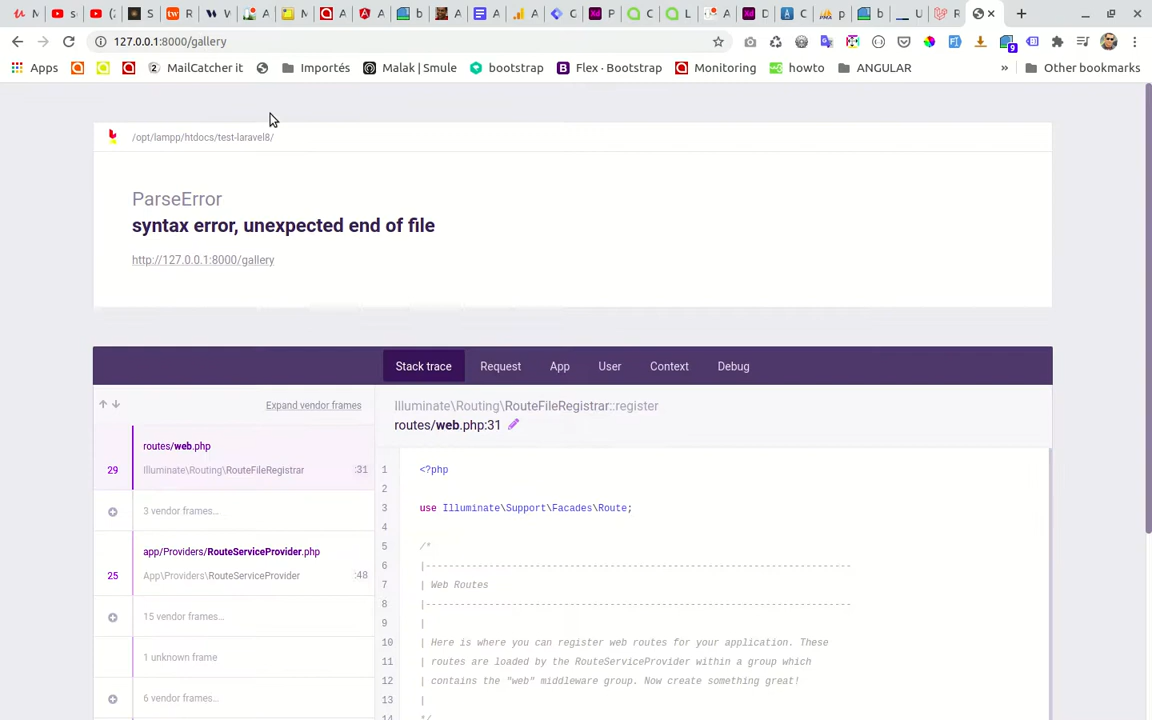 M
s
(
S
R
W
A
M
A
A
b
A
A
A
G
P
C
L
A
D
C
p
b
U
R
127.0.0.1:8000/gallery
9
Apps
MailCatcher it
Importés
Malak | Smule
bootstrap
Flex · Bootstrap
Monitoring
howto
ANGULAR
»
Other bookmarks
/opt/lampp/htdocs/test-laravel8/
ParseError
syntax error, unexpected end of file
http://127.0.0.1:8000/gallery
Stack trace
Request
App
User
Context
Debug
Expand vendor frames
Illuminate\Routing\RouteFileRegistrar::register
routes/web.php:31
routes/web.php
29
Illuminate\Routing\RouteFileRegistrar
:31
3 vendor frames…
app/Providers/RouteServiceProvider.php
25
App\Providers\RouteServiceProvider
:48
15 vendor frames…
1 unknown frame
6 vendor frames…
1 <?php
2
3 use Illuminate\Support\Facades\Route;
4
5 /*
6 |--------------------------------------------------------------------------
7 | Web Routes
8 |--------------------------------------------------------------------------
9 |
10 | Here is where you can register web routes for your application. These
11 | routes are loaded by the RouteServiceProvider within a group which
12 | contains the "web" middleware group. Now create something great!
13 |
14 */